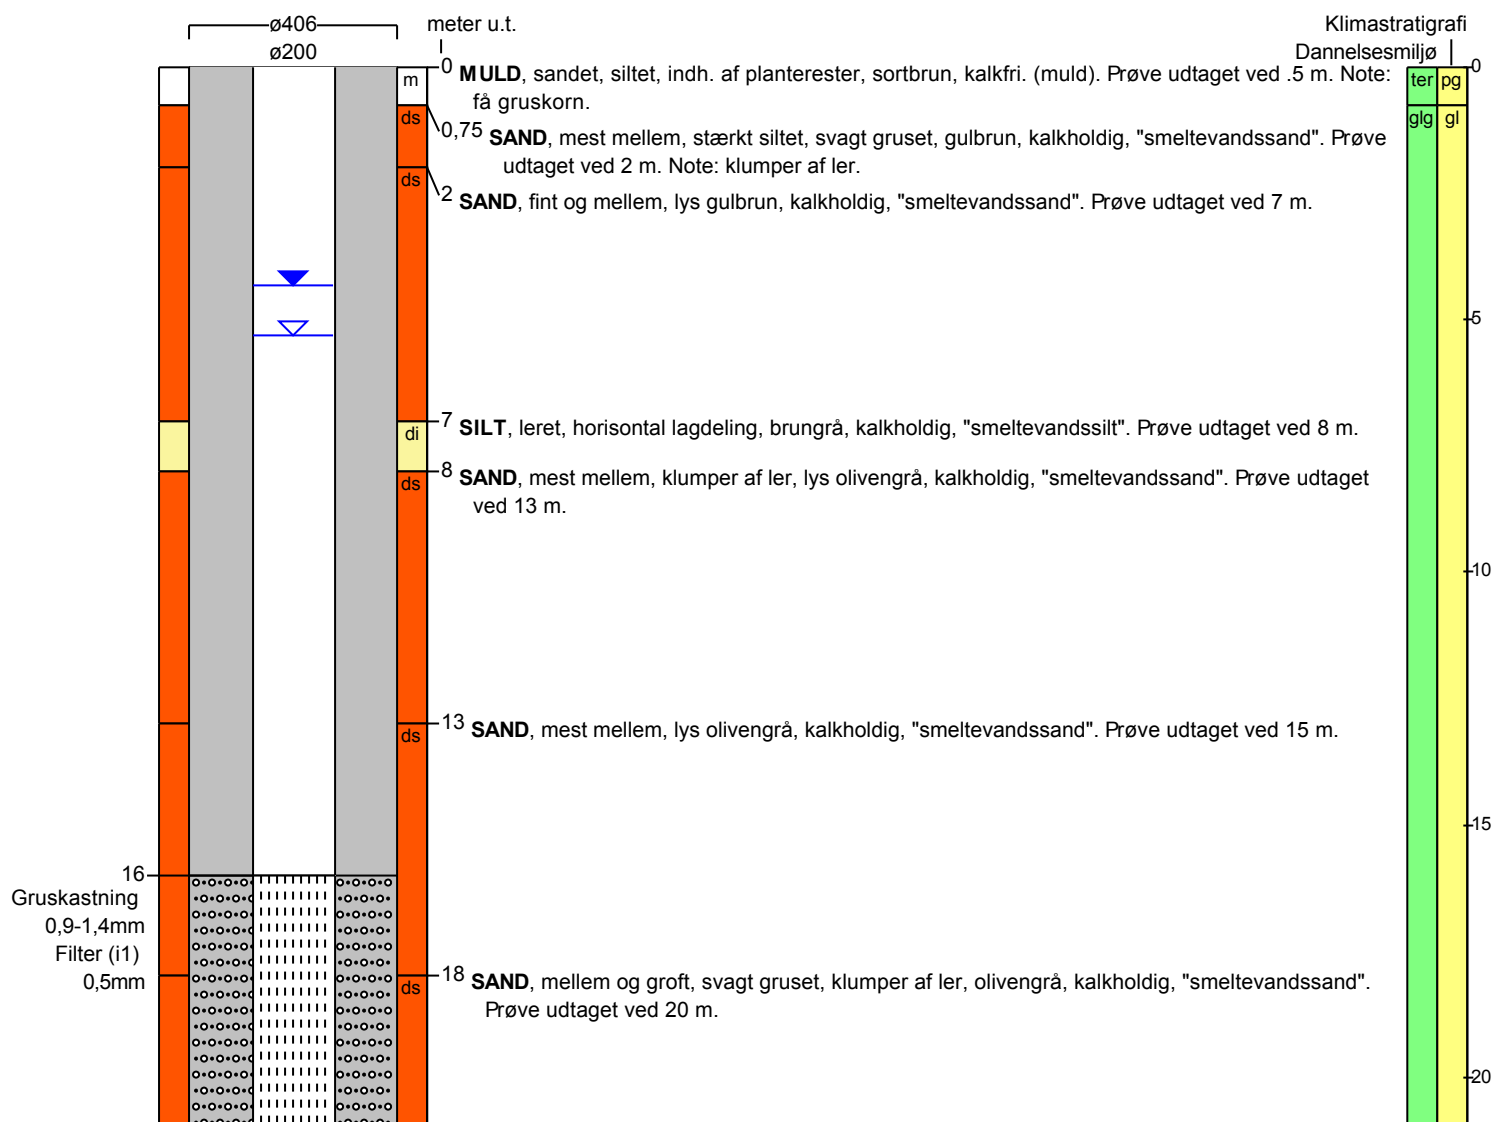 ø406
meter u.t.
Klimastratigrafi
ø200
Dannelsesmiljø
0 MULD, sandet, siltet, indh. af planterester, sortbrun, kalkfri. (muld). Prøve udtaget ved .5 m. Note:
få gruskorn.
m
ter pg
0
ds
0,75 SAND, mest mellem, stærkt siltet, svagt gruset, gulbrun, kalkholdig, "smeltevandssand". Prøve
udtaget ved 2 m. Note: klumper af ler.
glg gl
ds
2 SAND, fint og mellem, lys gulbrun, kalkholdig, "smeltevandssand". Prøve udtaget ved 7 m.
5
di
7 SILT, leret, horisontal lagdeling, brungrå, kalkholdig, "smeltevandssilt". Prøve udtaget ved 8 m.
ds
8 SAND, mest mellem, klumper af ler, lys olivengrå, kalkholdig, "smeltevandssand". Prøve udtaget
ved 13 m.
10
ds
13 SAND, mest mellem, lys olivengrå, kalkholdig, "smeltevandssand". Prøve udtaget ved 15 m.
15
16
Gruskastning
0,9-1,4mm
Filter (i1)
0,5mm
ds
18 SAND, mellem og groft, svagt gruset, klumper af ler, olivengrå, kalkholdig, "smeltevandssand".
Prøve udtaget ved 20 m.
20